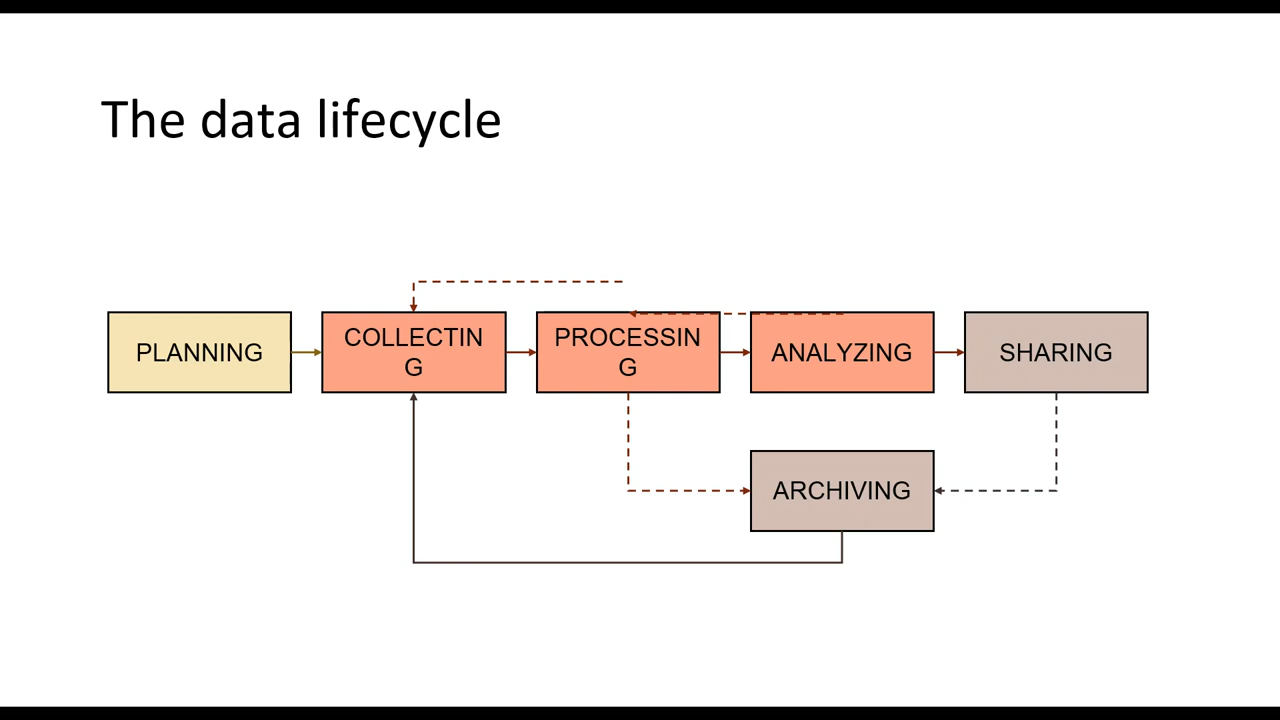 The data lifecycle
PLANNING
COLLECTIN
G
PROCESSIN
G
ANALYZING
SHARING
ARCHIVING